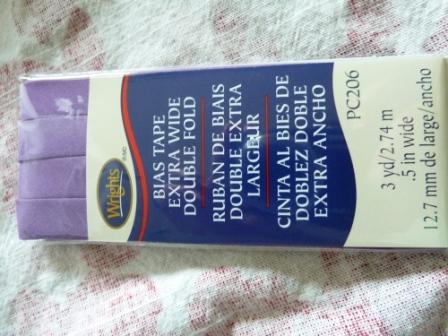 Wrights
BIAS TAPE
EXTRA WIDE
DOUBLE FOLD
RUBAN DE BIAIS
DOUBLE EXTRA
LARGEUR
CINTA AL BIES DE
DOBLEZ DOBLE
EXTRA ANCHO
PC206
3 yd/2.74 m
.5 in wide
12.7 mm de large/ancho